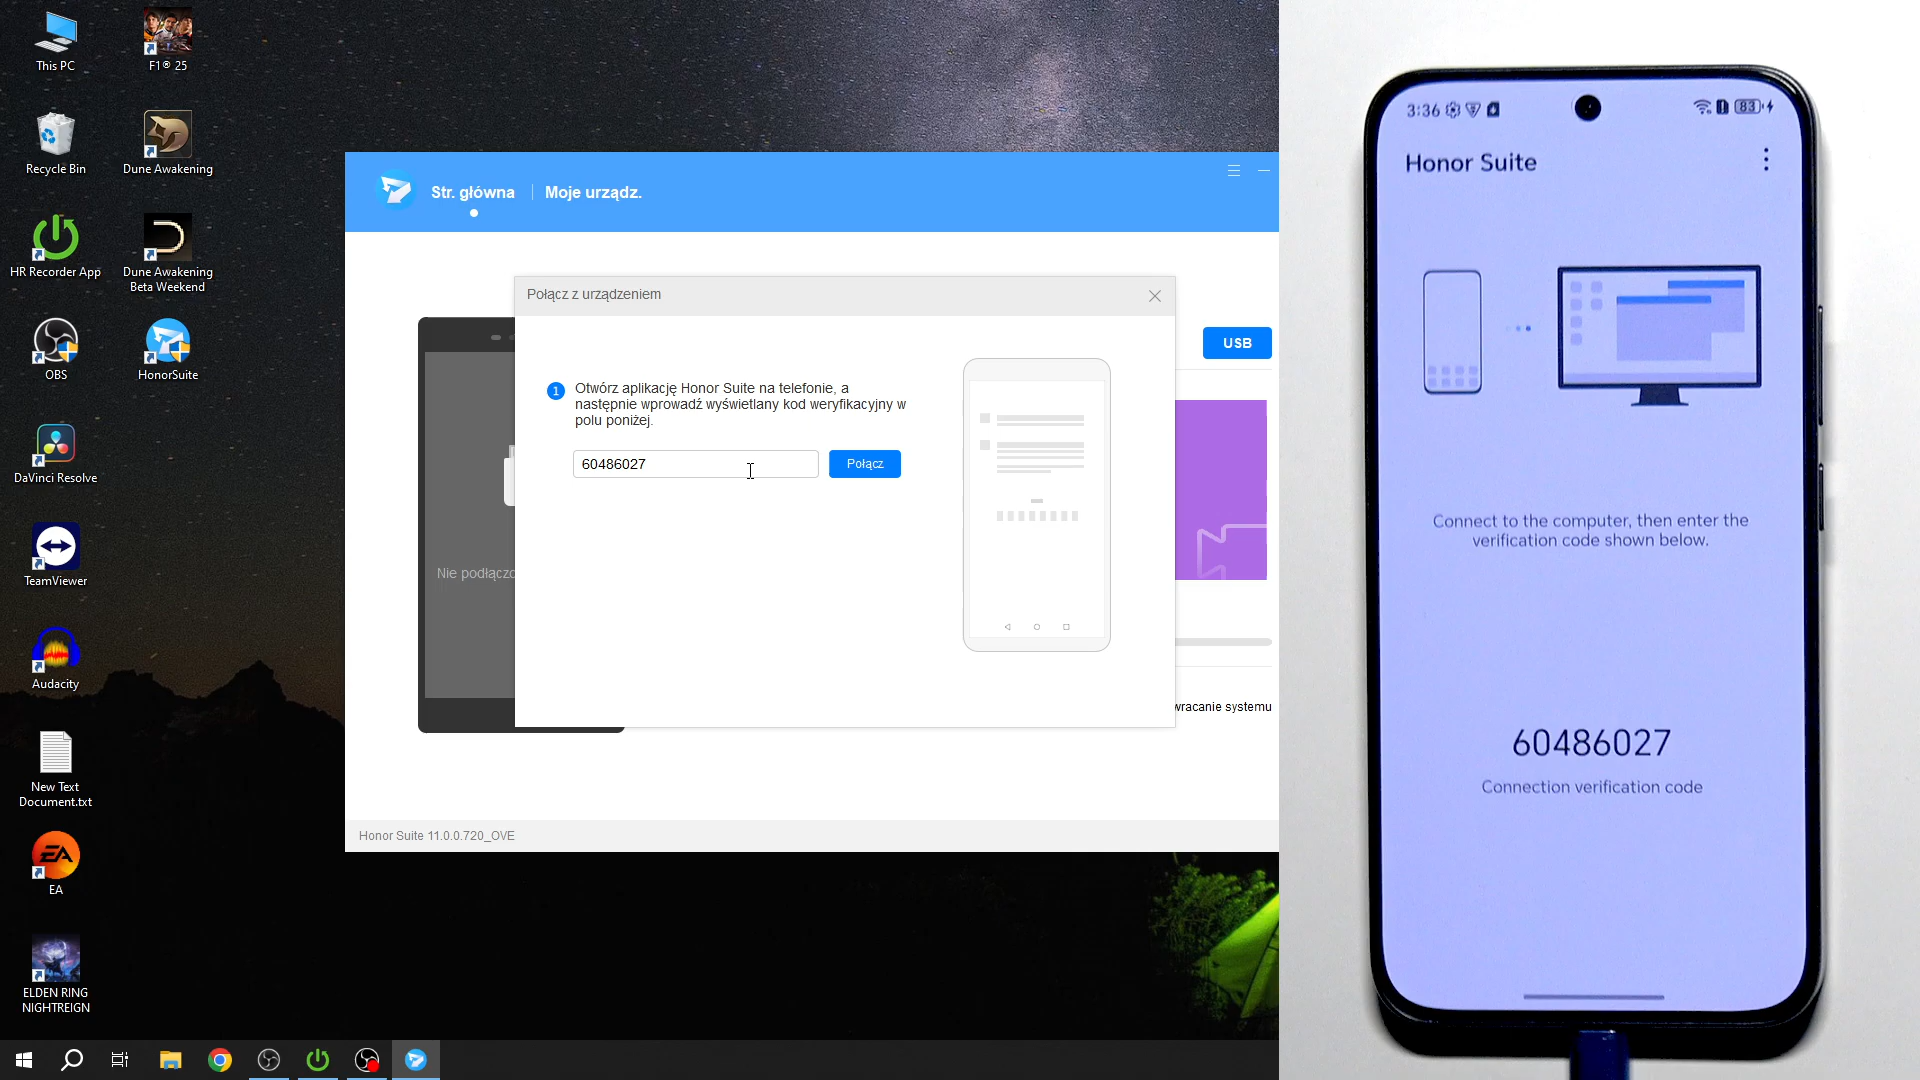 This PC
F1® 25
Recycle Bin
Dune Awakening
HR Recorder App
Dune Awakening
Beta Weekend
OBS
HonorSuite
DaVinci Resolve
TeamViewer
Audacity
New Text
Document.txt
EA
EA
ELDEN RING
NIGHTREIGN
Str. główna
Moje urządz.
Połącz z urządzeniem
USB
1
Otwórz aplikację Honor Suite na telefonie, a
następnie wprowadź wyświetlany kod weryfikacyjny w
polu poniżej.
60486027
Połącz
Nie podłączo
wracanie systemu
Honor Suite 11.0.0.720_OVE
3:36
83
Honor Suite
Connect to the computer, then enter the
verification code shown below.
60486027
Connection verification code